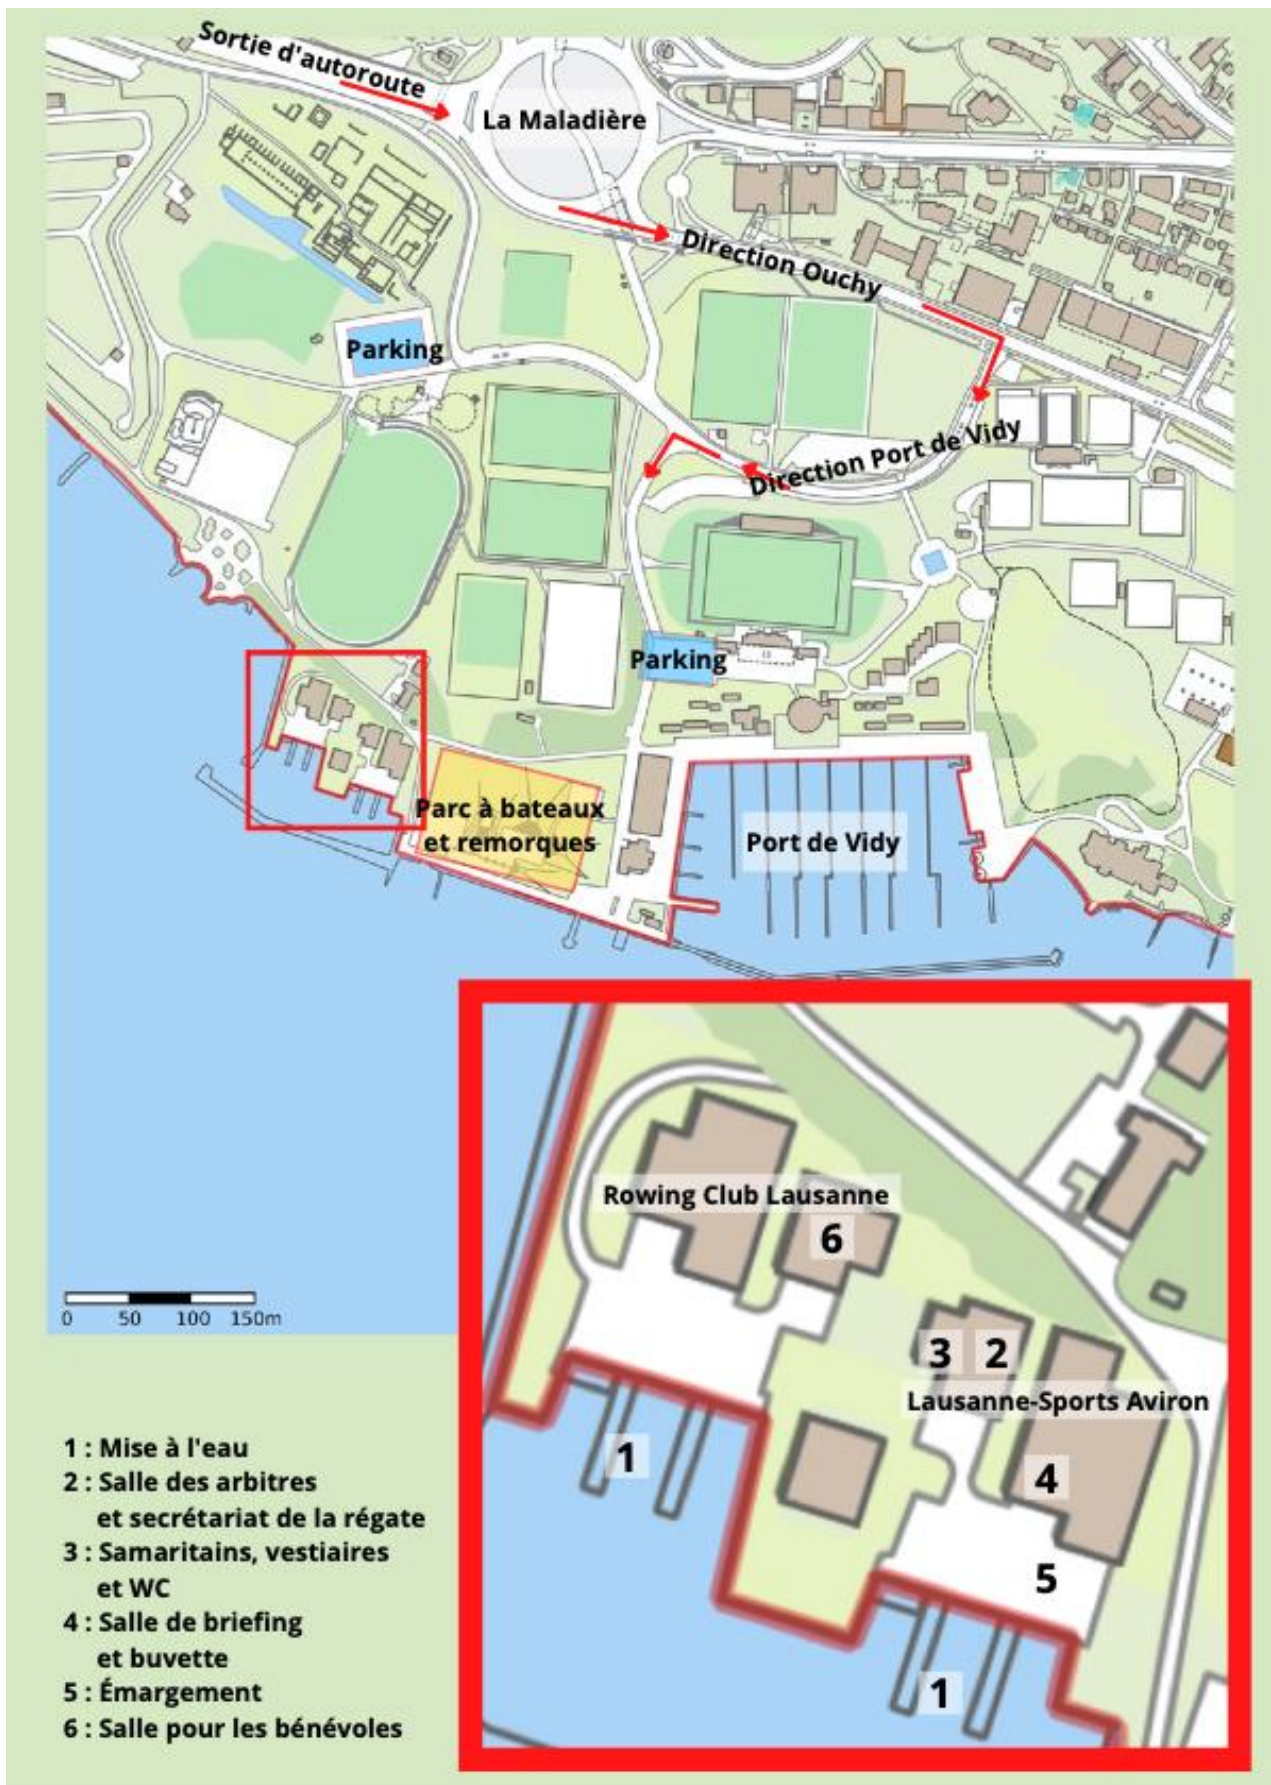 Sortie d'autoroute
La Maladière
Direction Ouchy
Parking
Direction Port de Vidy
Parking
Parc à bateaux
et remorques
Port de Vidy
Rowing Club Lausanne
6
3 2
Lausanne-Sports Aviron
1
4
5
1
0 50 100 150m
1 : Mise à l'eau
2 : Salle des arbitres
et secrétariat de la régate
3 : Samaritains, vestiaires
et WC
4 : Salle de briefing
et buvette
5 : Émargement
6 : Salle pour les bénévoles